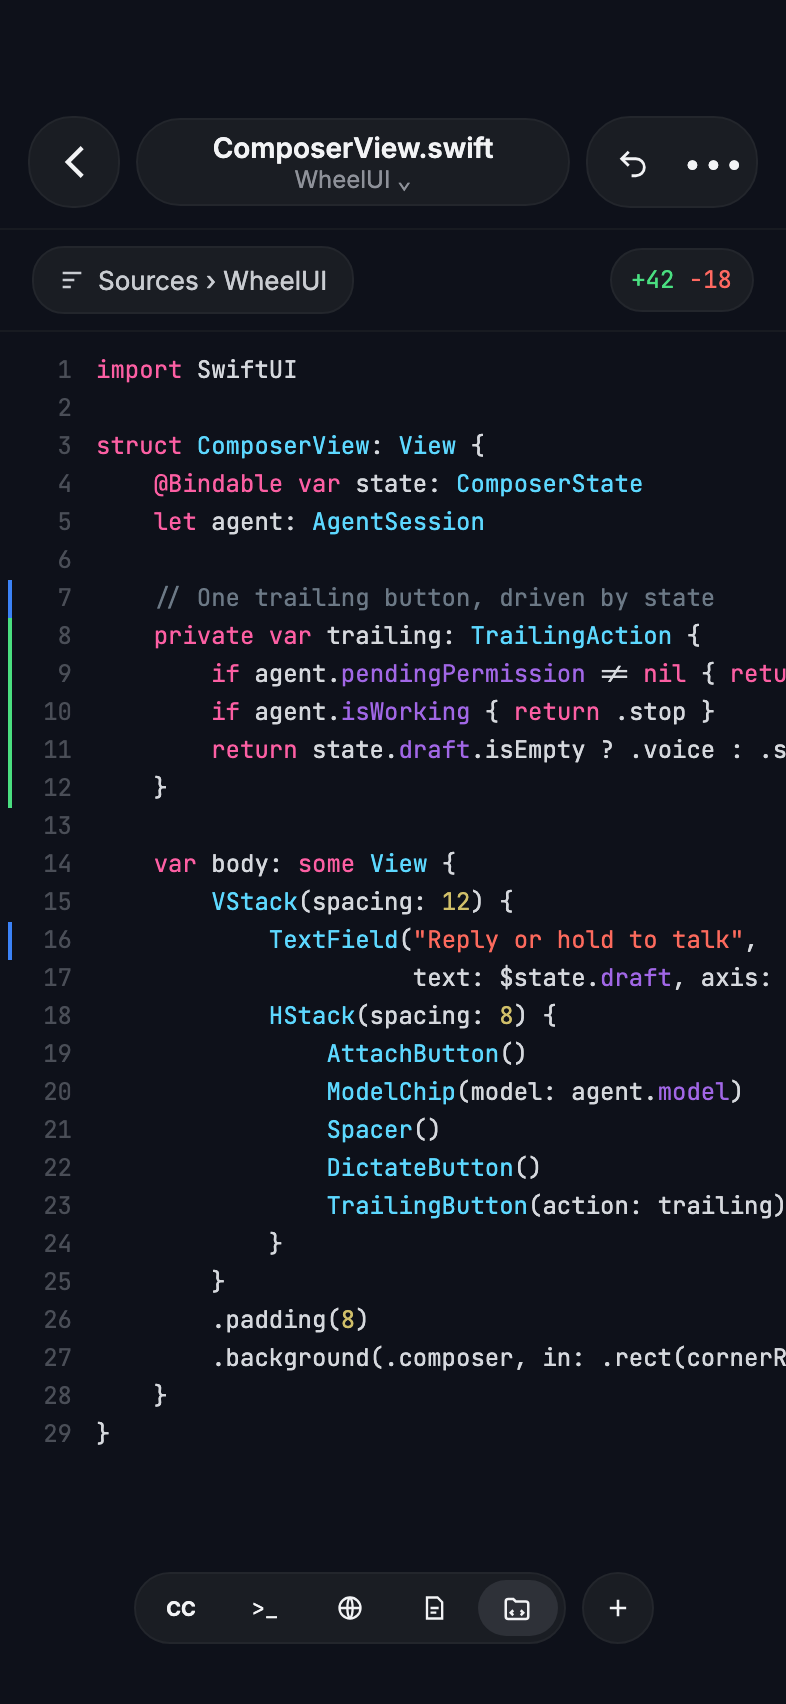 ComposerView.swift
WheelUI
Sources › WheelUI
+42 -18
1 import SwiftUI
2
3 struct ComposerView: View {
4 @Bindable var state: ComposerState
5 let agent: AgentSession
6
7 // One trailing button, driven by state
8 private var trailing: TrailingAction {
9 if agent.pendingPermission != nil { retu
10 if agent.isWorking { return .stop }
11 return state.draft.isEmpty ? .voice : .s
12 }
13
14 var body: some View {
15 VStack(spacing: 12) {
16 TextField("Reply or hold to talk",
17 text: $state.draft, axis:
18 HStack(spacing: 8) {
19 AttachButton()
20 ModelChip(model: agent.model)
21 Spacer()
22 DictateButton()
23 TrailingButton(action: trailing)
24 }
25 }
26 .padding(8)
27 .background(.composer, in: .rect(cornerR
28 }
29 }
CC >_ +